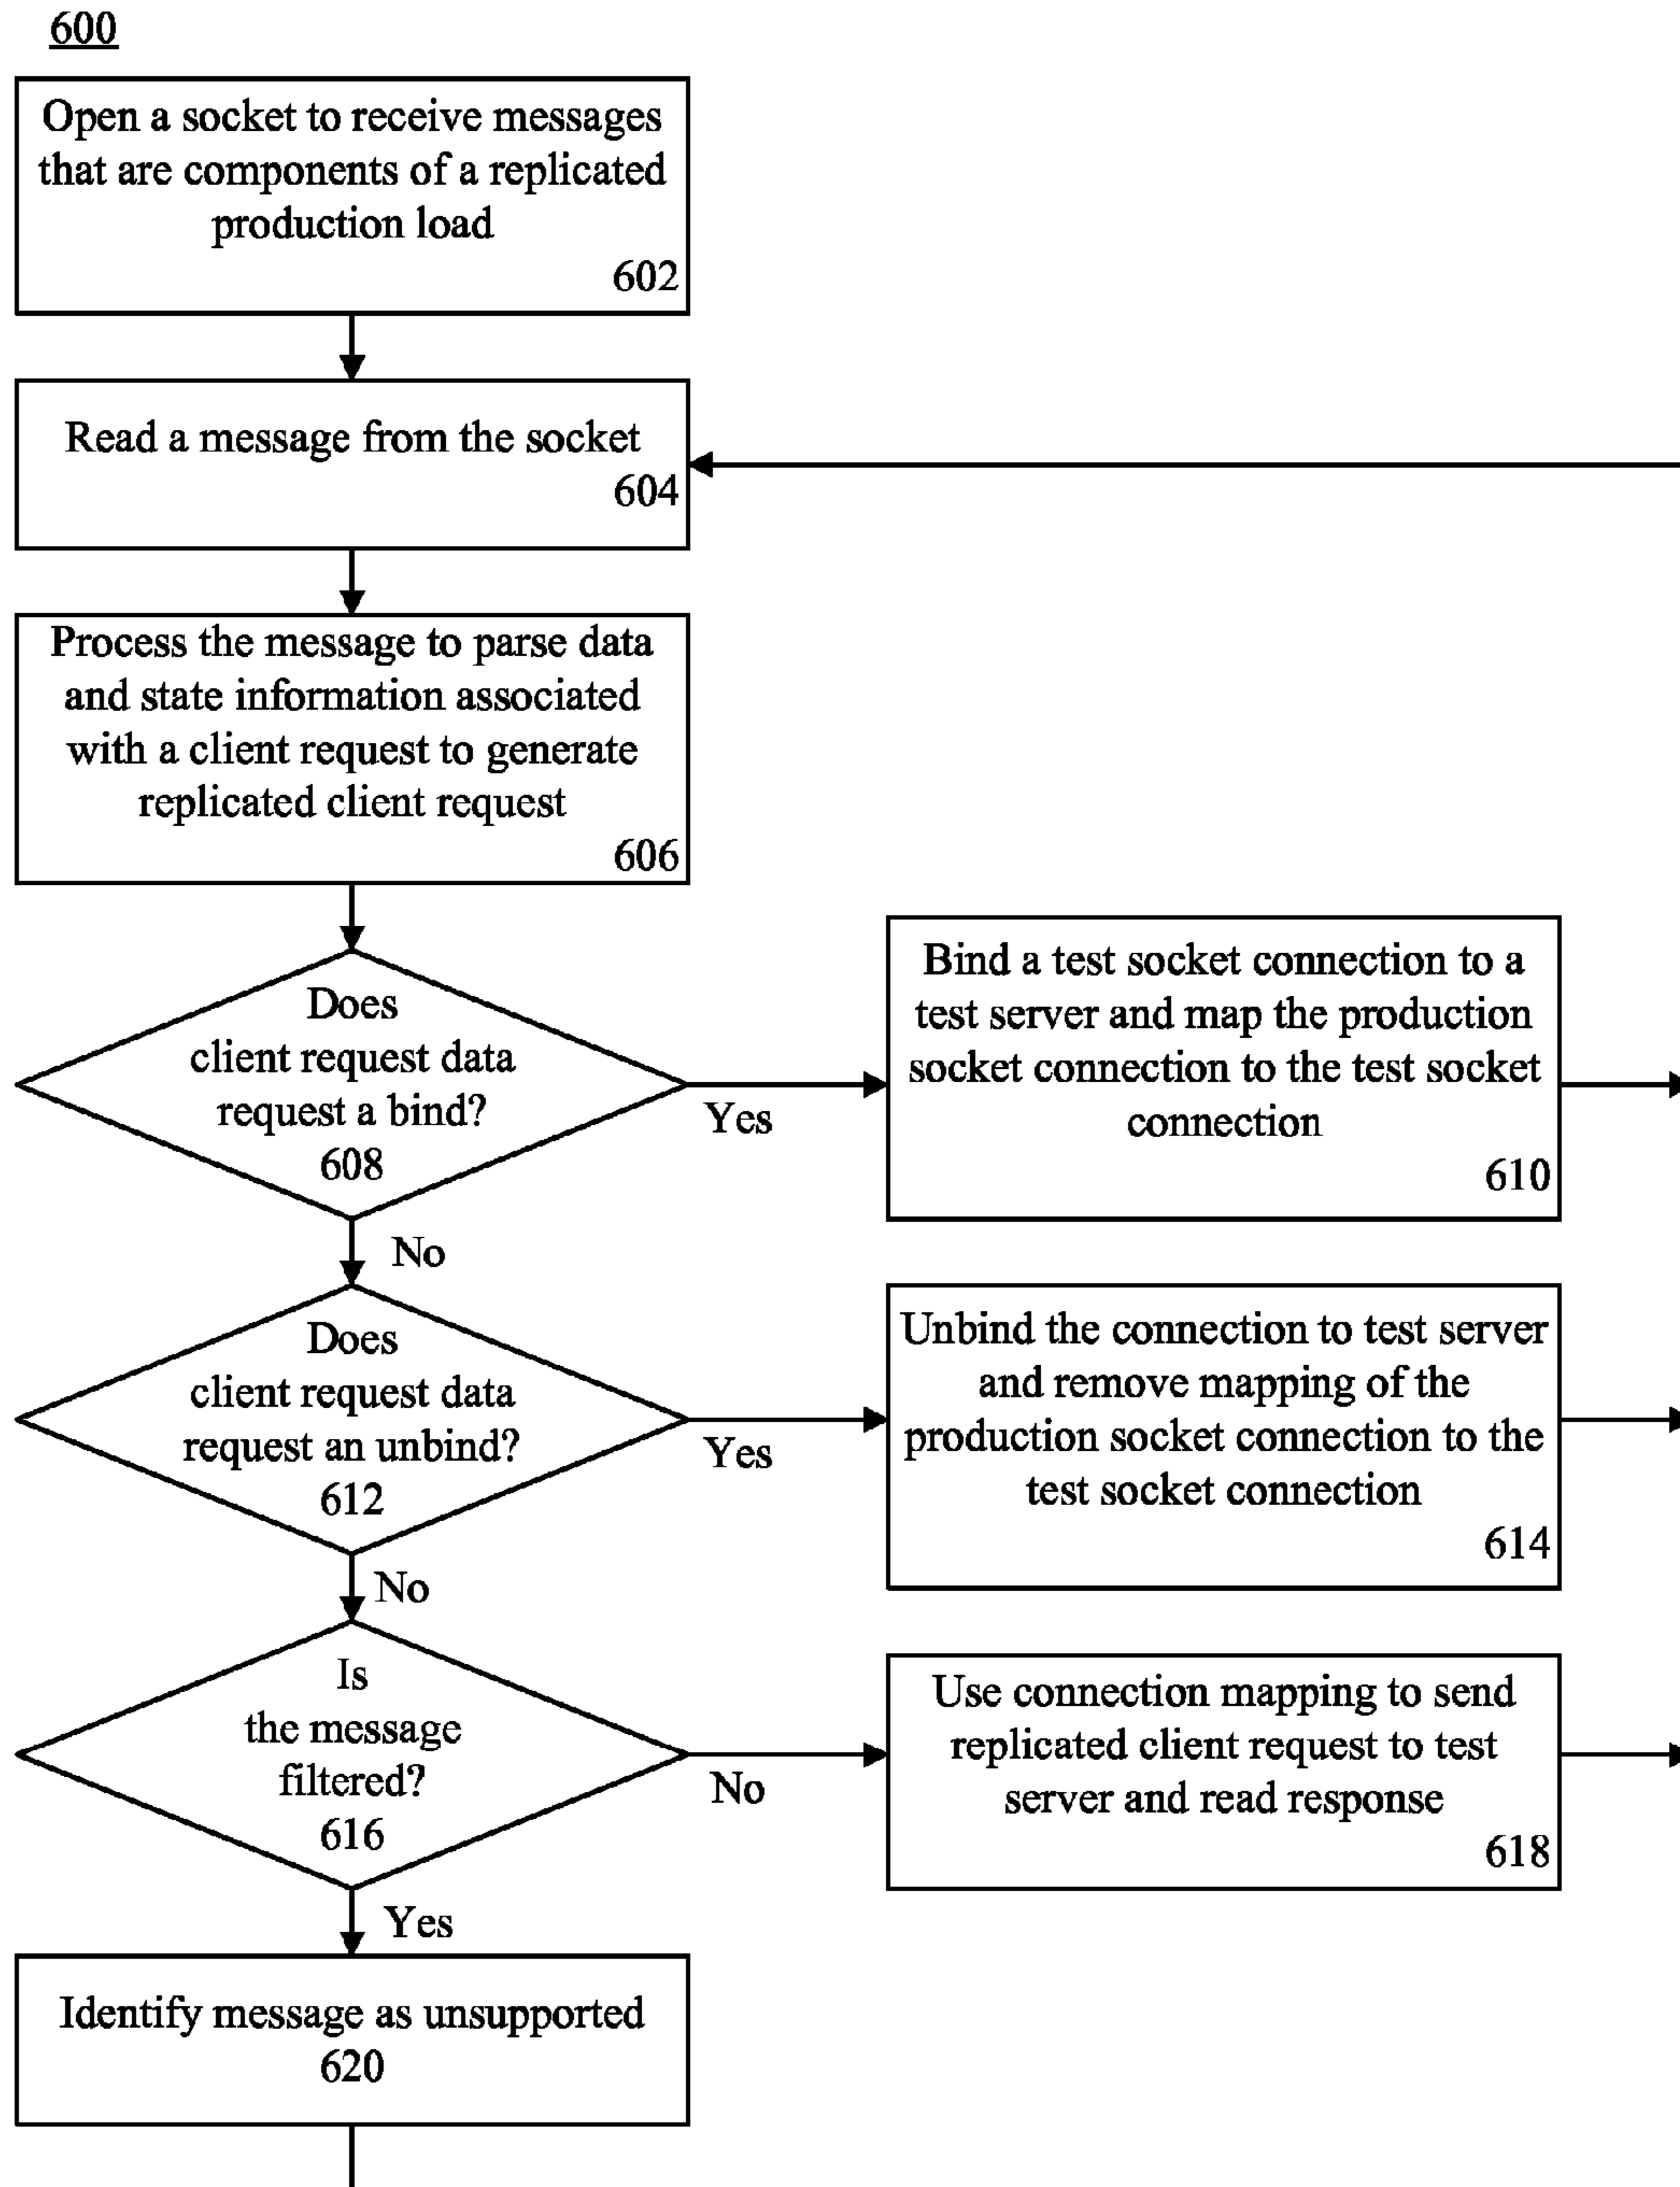 600
Open a socket to receive messages
that are components of a replicated
production load
602
Read a message from the socket
604
Process the message to parse data
and state information associated
with a client request to generate
replicated client request
606
Does
client request data
request a bind?
608
Yes
No
Bind a test socket connection to a
test server and map the production
socket connection to the test socket
connection
610
Does
client request data
request an unbind?
612
Yes
No
Unbind the connection to test server
and remove mapping of the
production socket connection to the
test socket connection
614
Is
the message
filtered?
616
No
Yes
Use connection mapping to send
replicated client request to test
server and read response
618
Identify message as unsupported
620